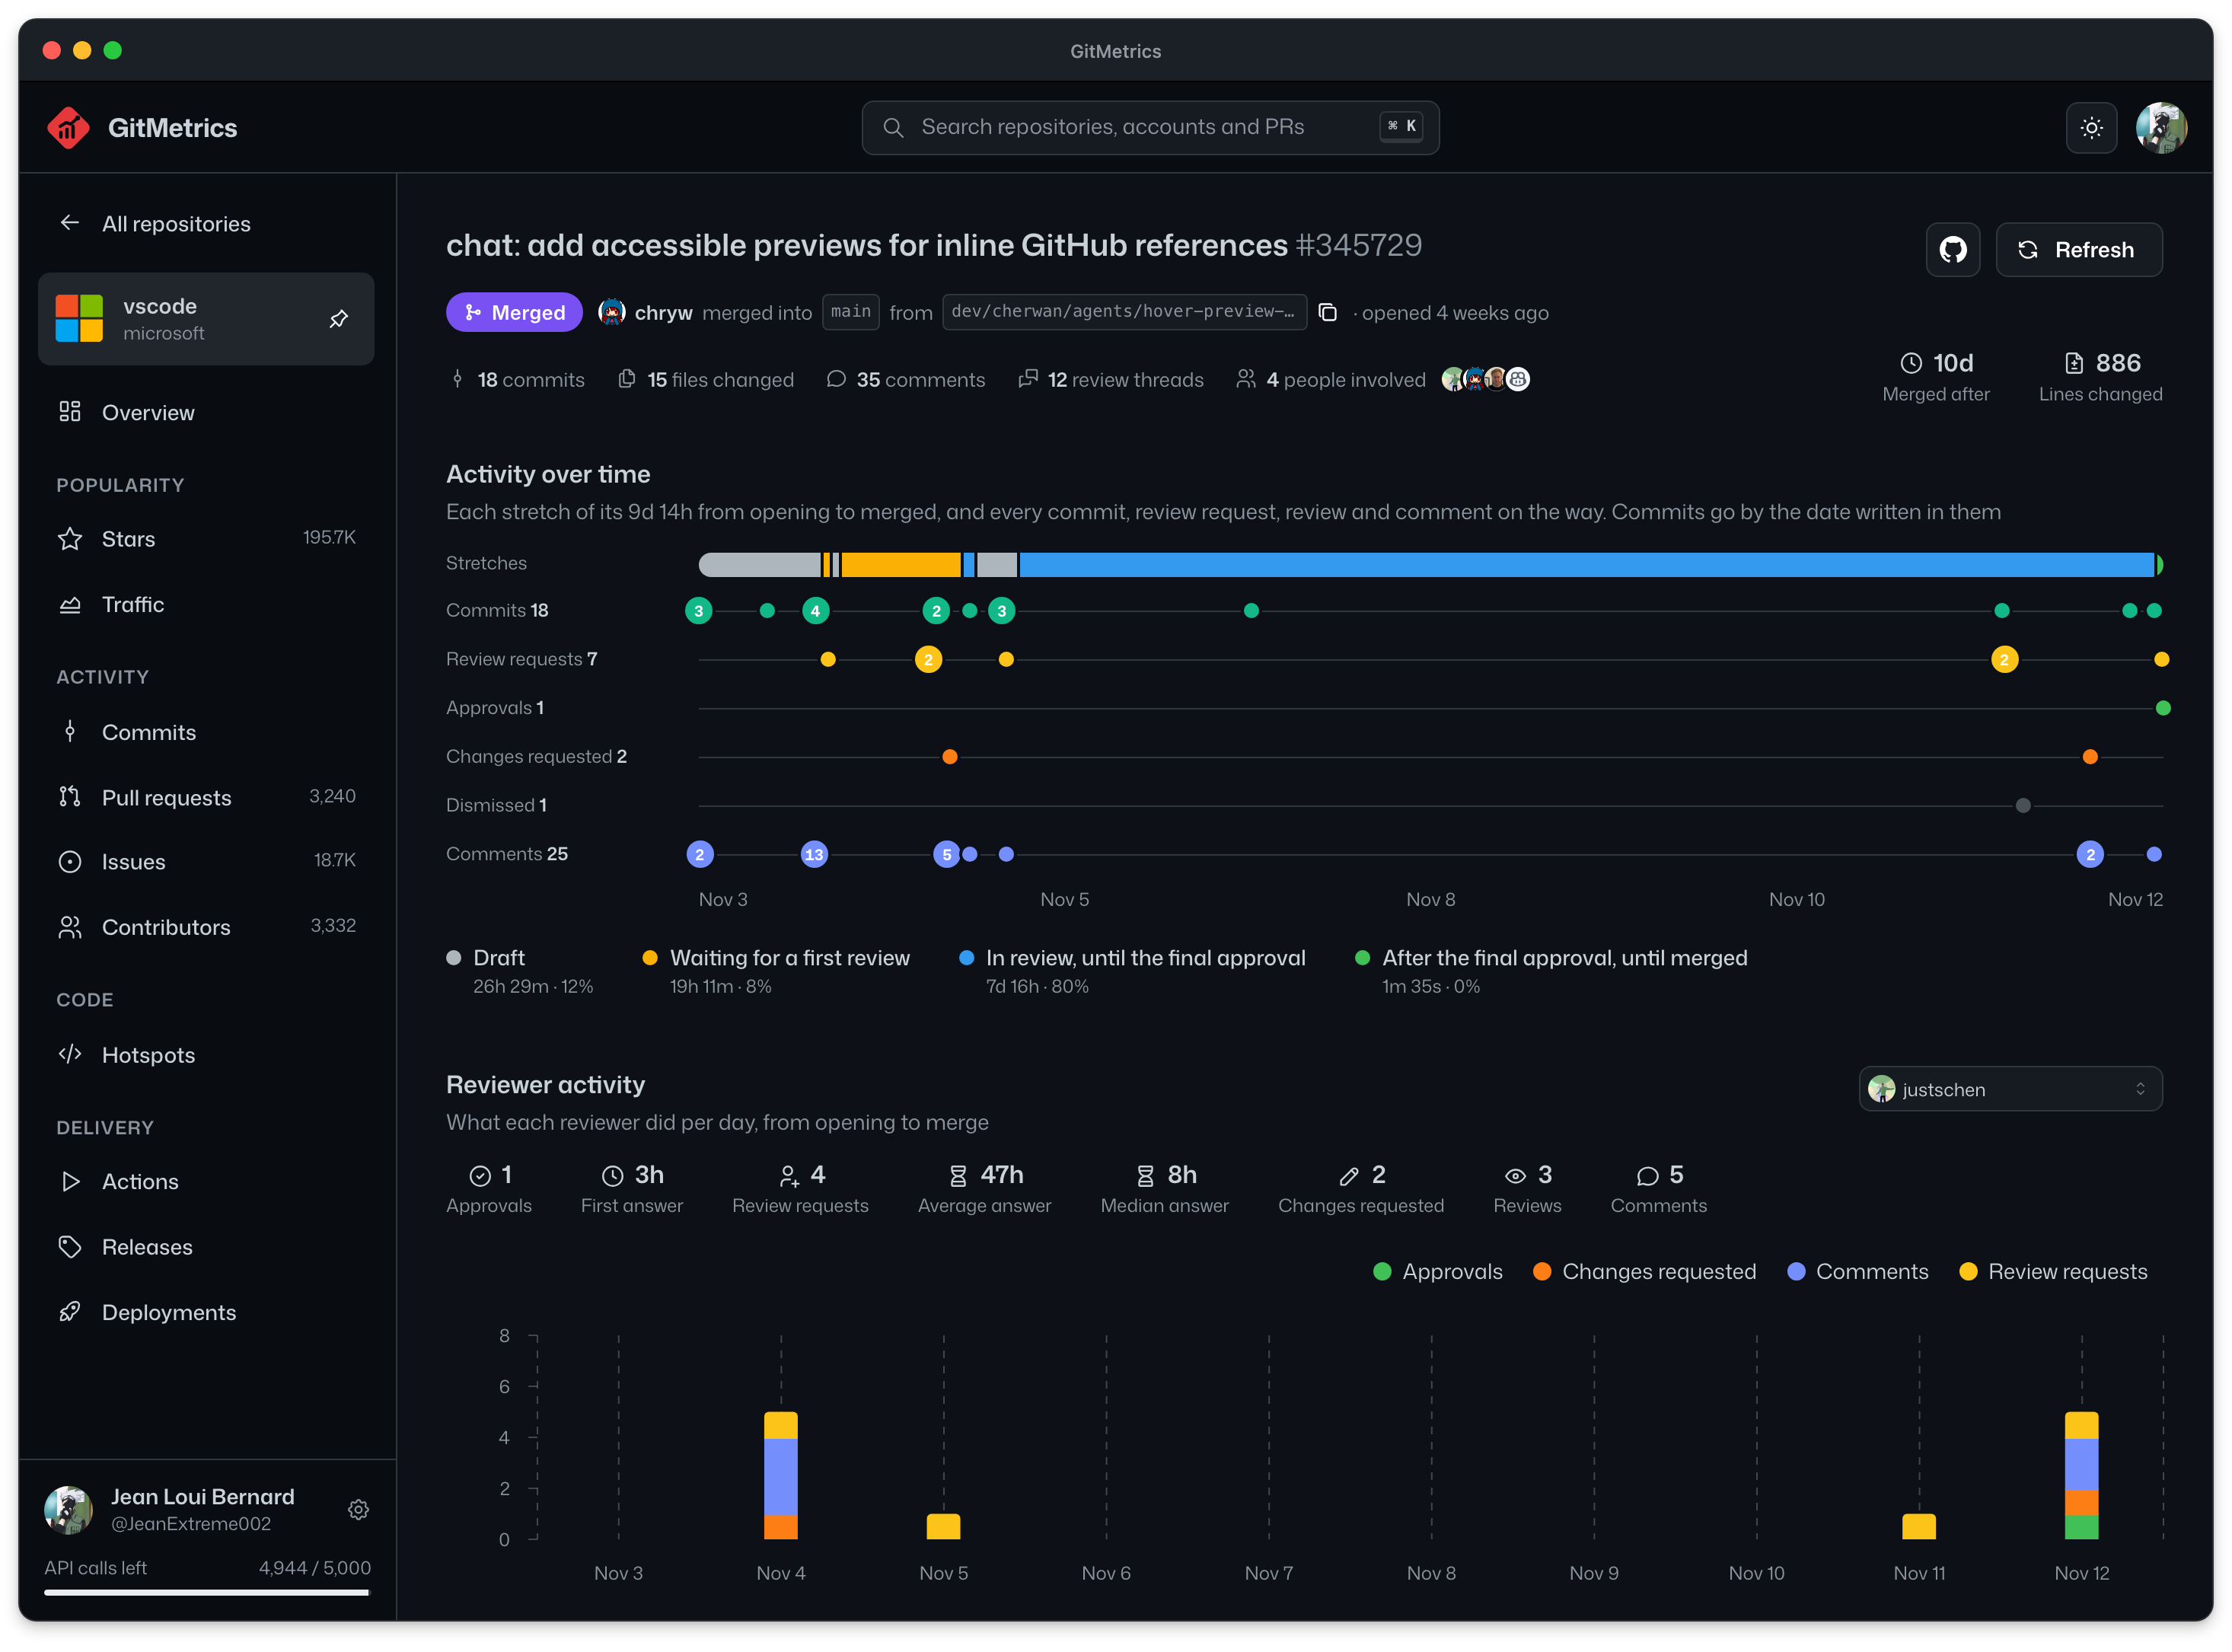 GitMetrics
GitMetrics
Search repositories, accounts and PRs
⌘ K
All repositories
vscode
microsoft
Overview
POPULARITY
Stars 195.7K
Traffic
ACTIVITY
Commits
Pull requests 3,240
Issues 18.7K
Contributors 3,332
CODE
Hotspots
DELIVERY
Actions
Releases
Deployments
Jean Loui Bernard
@JeanExtreme002
API calls left 4,944 / 5,000
chat: add accessible previews for inline GitHub references #345729
Refresh
Merged chryw merged into main from dev/cherwan/agents/hover-preview-… · opened 4 weeks ago
18 commits 15 files changed 35 comments 12 review threads 4 people involved
10d
Merged after
886
Lines changed
Activity over time
Each stretch of its 9d 14h from opening to merged, and every commit, review request, review and comment on the way. Commits go by the date written in them
Stretches
Commits 18 3 4 2 3
Review requests 7 2 2
Approvals 1
Changes requested 2
Dismissed 1
Comments 25 2 13 5 2
Nov 3 Nov 5 Nov 8 Nov 10 Nov 12
Draft
26h 29m · 12%
Waiting for a first review
19h 11m · 8%
In review, until the final approval
7d 16h · 80%
After the final approval, until merged
1m 35s · 0%
Reviewer activity
What each reviewer did per day, from opening to merge
justschen
1
Approvals
3h
First answer
4
Review requests
47h
Average answer
8h
Median answer
2
Changes requested
3
Reviews
5
Comments
Approvals Changes requested Comments Review requests
8
6
4
2
0
Nov 3 Nov 4 Nov 5 Nov 6 Nov 7 Nov 8 Nov 9 Nov 10 Nov 11 Nov 12